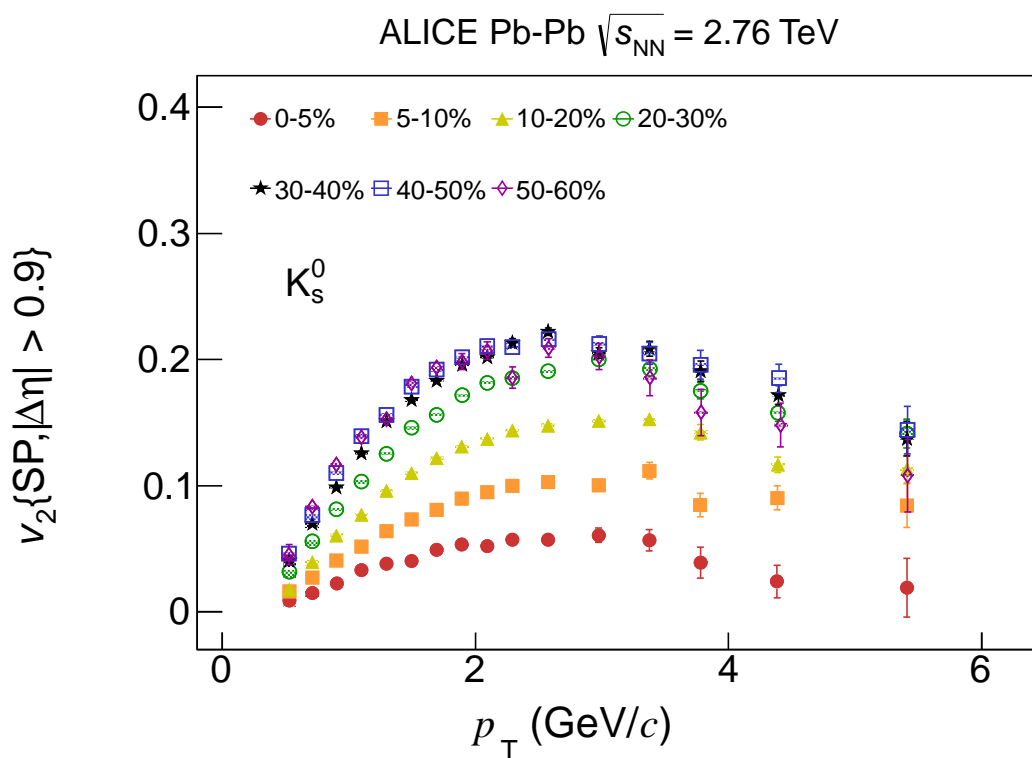 ALICE Pb-Pb √s_NN = 2.76 TeV
0.4
0-5% 5-10% 10-20% 20-30%
30-40% 40-50% 50-60%
0.3
K⁰ₛ
0.2
0.1
0
v₂{SP,|Δη| > 0.9}
0 2 4 6
p_T (GeV/c)